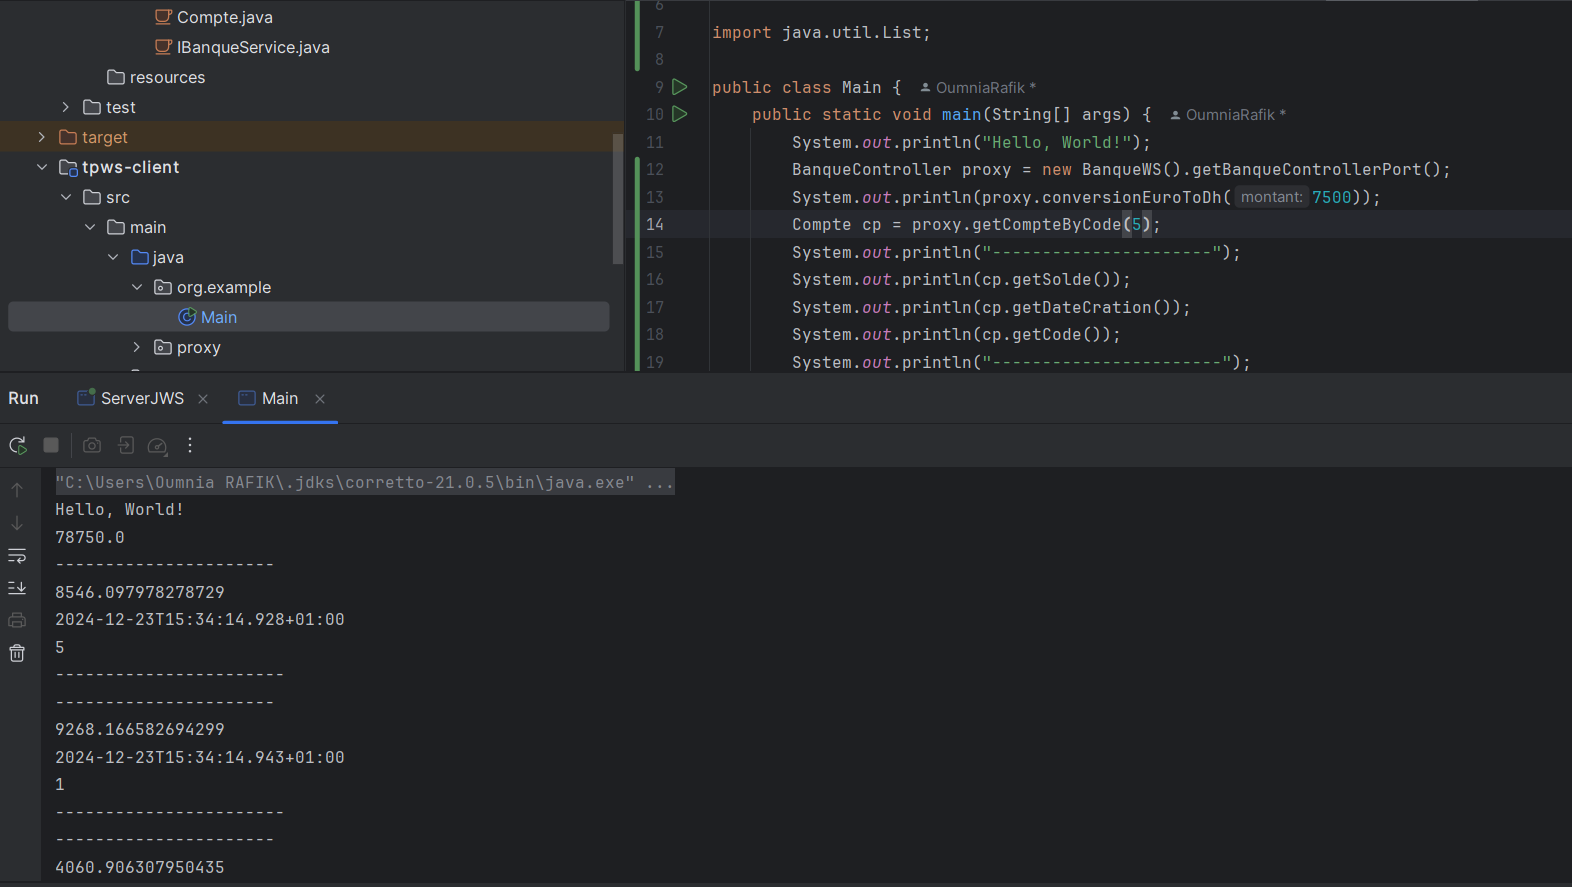 Compte.java
IBanqueService.java
resources
test
target
tpws-client
src
main
java
org.example
Main
proxy
6
7 import java.util.List;
8
9 public class Main { OumniaRafik *
10 public static void main(String[] args) { OumniaRafik *
11 System.out.println("Hello, World!");
12 BanqueController proxy = new BanqueWS().getBanqueControllerPort();
13 System.out.println(proxy.conversionEuroToDh( montant: 7500));
14 Compte cp = proxy.getCompteByCode(5);
15 System.out.println("----------------------");
16 System.out.println(cp.getSolde());
17 System.out.println(cp.getDateCration());
18 System.out.println(cp.getCode());
19 System.out.println("-----------------------");
Run ServerJWS Main
"C:\Users\Oumnia RAFIK\.jdks\corretto-21.0.5\bin\java.exe" ...
Hello, World!
78750.0
----------------------
8546.097978278729
2024-12-23T15:34:14.928+01:00
5
-----------------------
----------------------
9268.166582694299
2024-12-23T15:34:14.943+01:00
1
-----------------------
----------------------
4060.906307950435